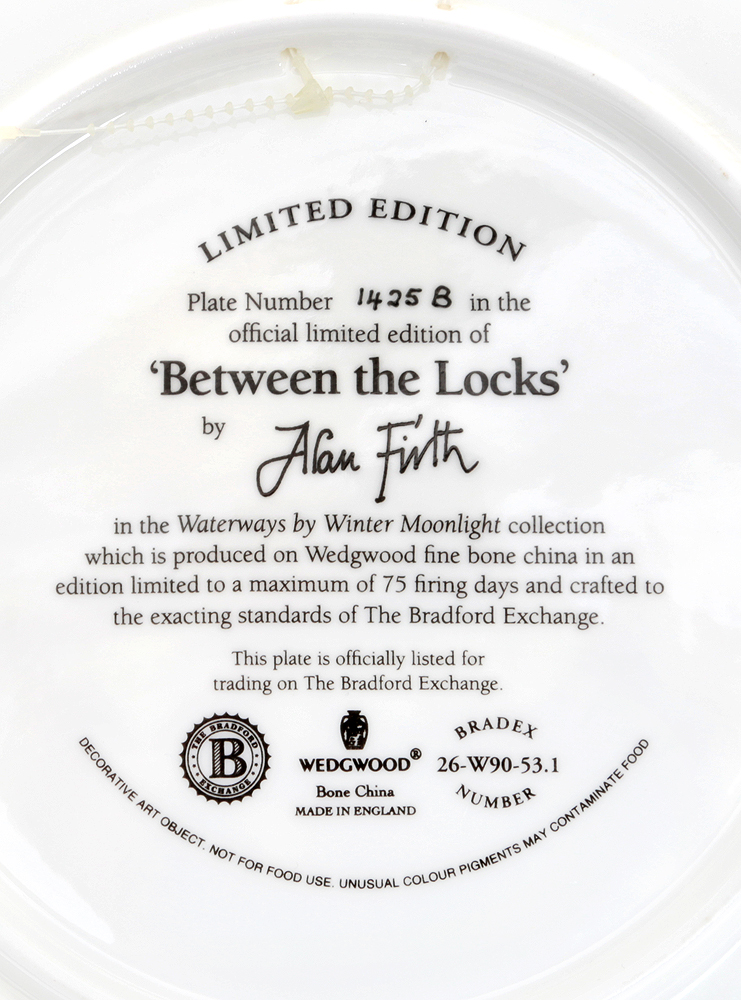 LIMITED EDITION
Plate Number 1425 B in the
official limited edition of
‘Between the Locks’
by Alan Firth
in the Waterways by Winter Moonlight collection
which is produced on Wedgwood fine bone china in an
edition limited to a maximum of 75 firing days and crafted to
the exacting standards of The Bradford Exchange.
This plate is officially listed for
trading on The Bradford Exchange.
THE BRADFORD
B
EXCHANGE
WEDGWOOD®
Bone China
MADE IN ENGLAND
BRADEX
26-W90-53.1
NUMBER
DECORATIVE ART OBJECT. NOT FOR FOOD USE. UNUSUAL COLOUR PIGMENTS MAY CONTAMINATE FOOD